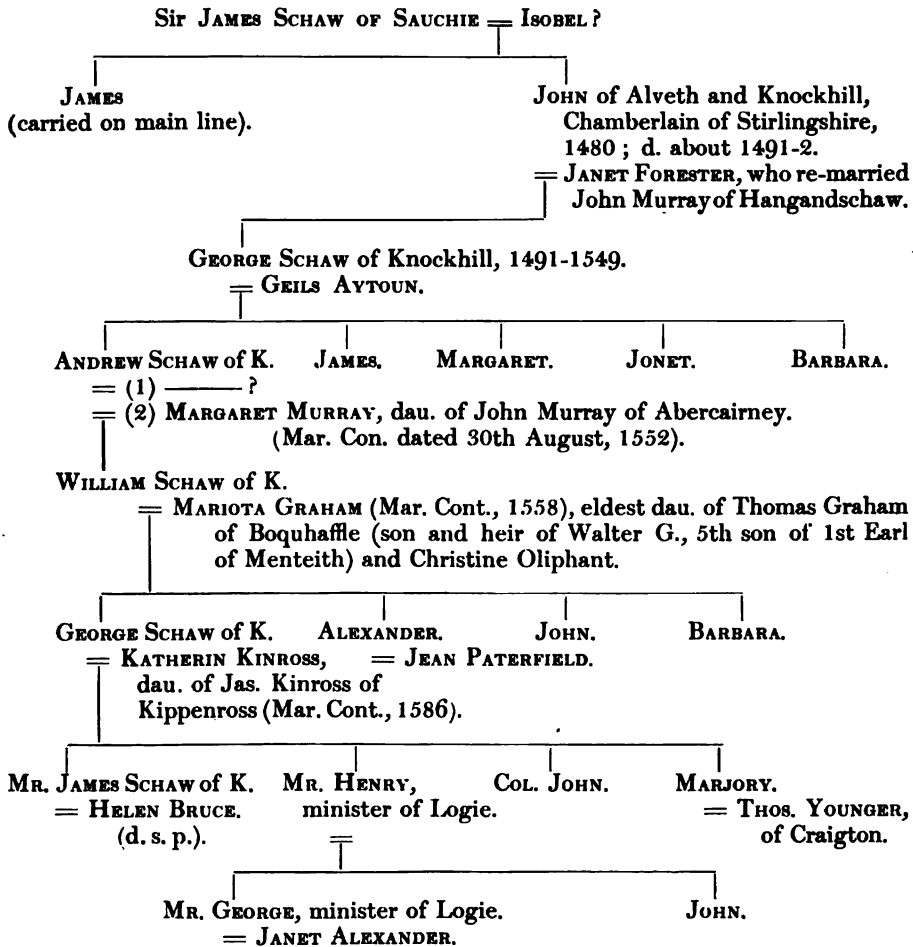 Sir James Schaw of Sauchie = Isobel ?
James
(carried on main line).
John of Alveth and Knockhill,
Chamberlain of Stirlingshire,
1480 ; d. about 1491-2.
= Janet Forester, who re-married
John Murray of Hangandschaw.
George Schaw of Knockhill, 1491-1549.
= Geils Aytoun.
Andrew Schaw of K. James. Margaret. Jonet. Barbara.
= (1) ——— ?
= (2) Margaret Murray, dau. of John Murray of Abercairney.
(Mar. Con. dated 30th August, 1552).
William Schaw of K.
= Mariota Graham (Mar. Cont., 1558), eldest dau. of Thomas Graham
of Boquhaffle (son and heir of Walter G., 5th son of 1st Earl
of Menteith) and Christine Oliphant.
George Schaw of K. Alexander. John. Barbara.
= Katherin Kinross, = Jean Paterfield.
dau. of Jas. Kinross of
Kippenross (Mar. Cont., 1586).
Mr. James Schaw of K. Mr. Henry, Col. John. Marjory.
= Helen Bruce. minister of Logie. = Thos. Younger,
(d. s. p.). = of Craigton.
Mr. George, minister of Logie. John.
= Janet Alexander.